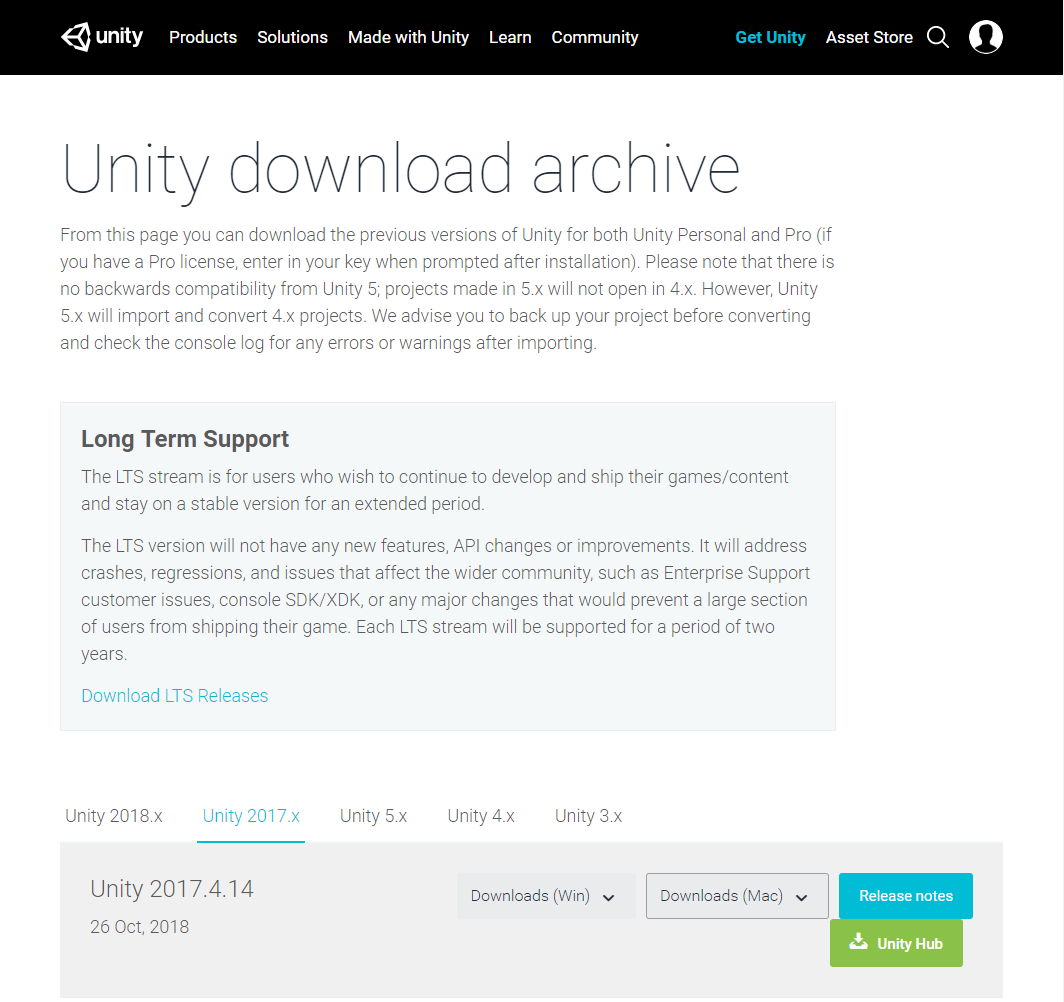 unity Products Solutions Made with Unity Learn Community Get Unity Asset Store
Unity download archive
From this page you can download the previous versions of Unity for both Unity Personal and Pro (if
you have a Pro license, enter in your key when prompted after installation). Please note that there is
no backwards compatibility from Unity 5; projects made in 5.x will not open in 4.x. However, Unity
5.x will import and convert 4.x projects. We advise you to back up your project before converting
and check the console log for any errors or warnings after importing.
Long Term Support
The LTS stream is for users who wish to continue to develop and ship their games/content
and stay on a stable version for an extended period.
The LTS version will not have any new features, API changes or improvements. It will address
crashes, regressions, and issues that affect the wider community, such as Enterprise Support
customer issues, console SDK/XDK, or any major changes that would prevent a large section
of users from shipping their game. Each LTS stream will be supported for a period of two
years.
Download LTS Releases
Unity 2018.x Unity 2017.x Unity 5.x Unity 4.x Unity 3.x
Unity 2017.4.14 Downloads (Win) Downloads (Mac) Release notes
26 Oct, 2018 Unity Hub